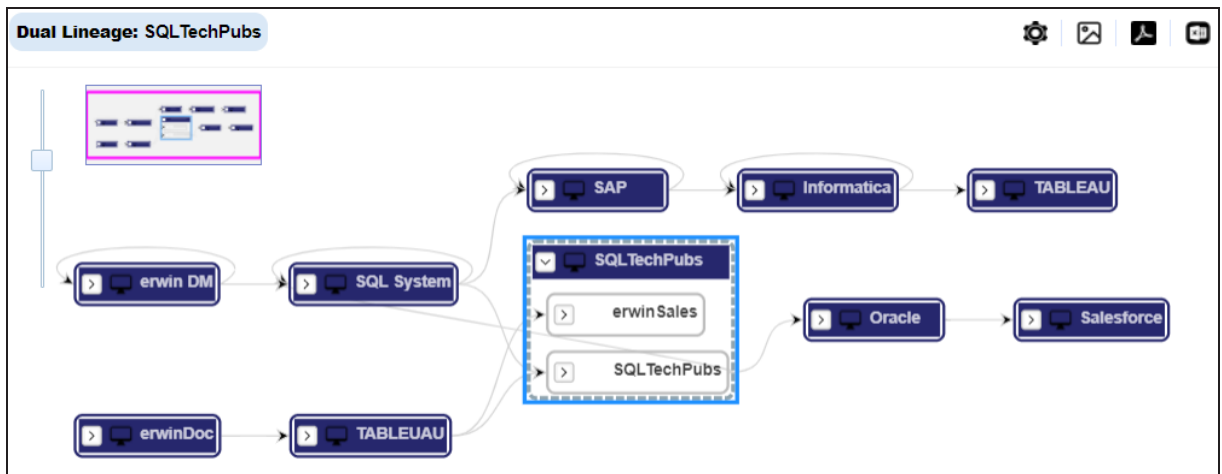 Dual Lineage: SQLTechPubs
SAP
Informatica
TABLEAU
SQLTechPubs
erwin DM
SQL System
erwinSales
Oracle
Salesforce
SQLTechPubs
erwinDoc
TABLEUAU